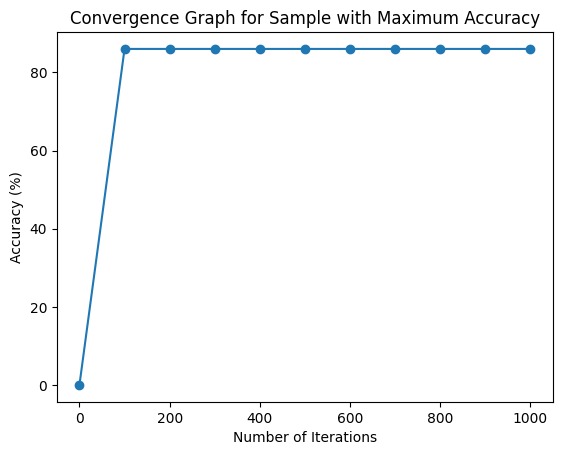 Convergence Graph for Sample with Maximum Accuracy
80
60
40
20
0
Accuracy (%)
0 200 400 600 800 1000
Number of Iterations